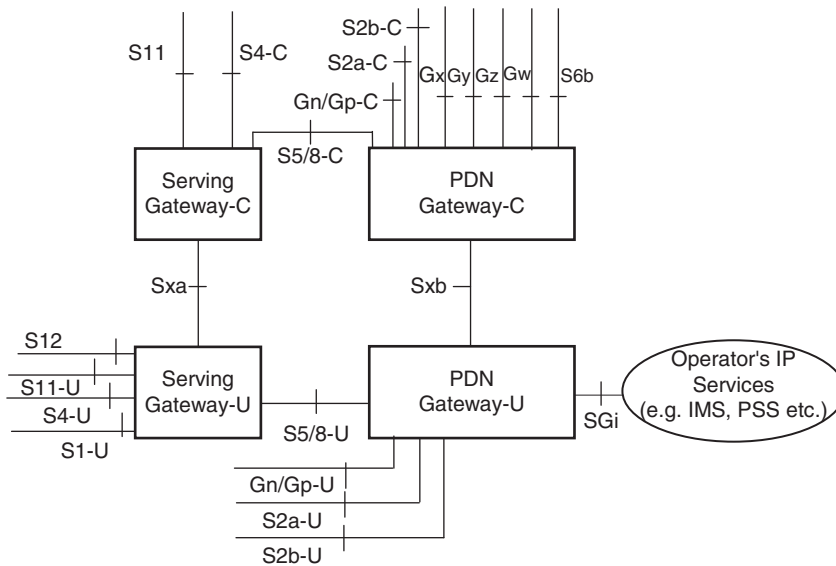 S2b-C
S11
S4-C
S2a-C
Gx
Gy
Gz
Gw
S6b
Gn/Gp-C
S5/8-C
Serving
Gateway-C
PDN
Gateway-C
Sxa
Sxb
S12
S11-U
S4-U
S1-U
Serving
Gateway-U
S5/8-U
PDN
Gateway-U
SGi
Operator's IP
Services
(e.g. IMS, PSS etc.)
Gn/Gp-U
S2a-U
S2b-U